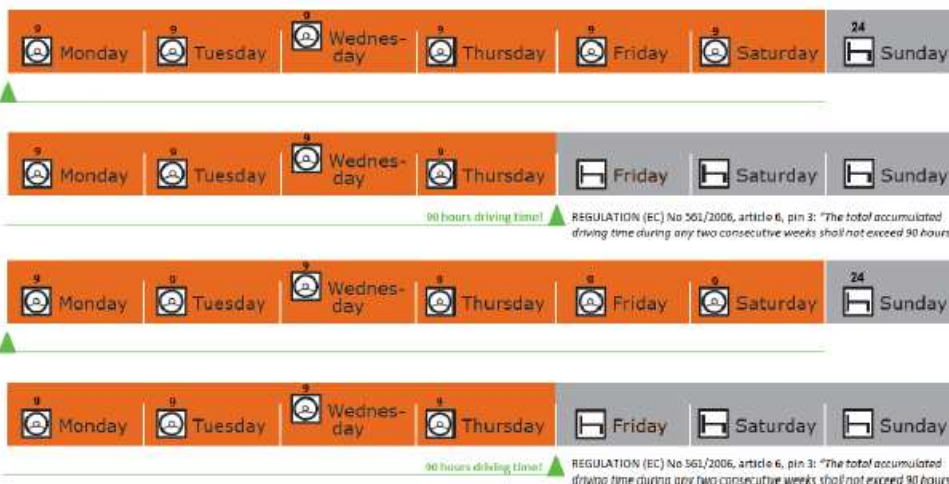 9 9 9 9 9 9 24
Monday Tuesday Wednes-day Thursday Friday Saturday Sunday
9 9 9 9
Monday Tuesday Wednes-day Thursday Friday Saturday Sunday
90 hours driving time! REGULATION (EC) No 561/2006, article 6, pin 3: "The total accumulated
driving time during any two consecutive weeks shall not exceed 90 hours
9 9 9 9 9 9 24
Monday Tuesday Wednes-day Thursday Friday Saturday Sunday
9 9 9 9
Monday Tuesday Wednes-day Thursday Friday Saturday Sunday
90 hours driving time! REGULATION (EC) No 561/2006, article 6, pin 3: "The total accumulated
driving time during any two consecutive weeks shall not exceed 90 hours